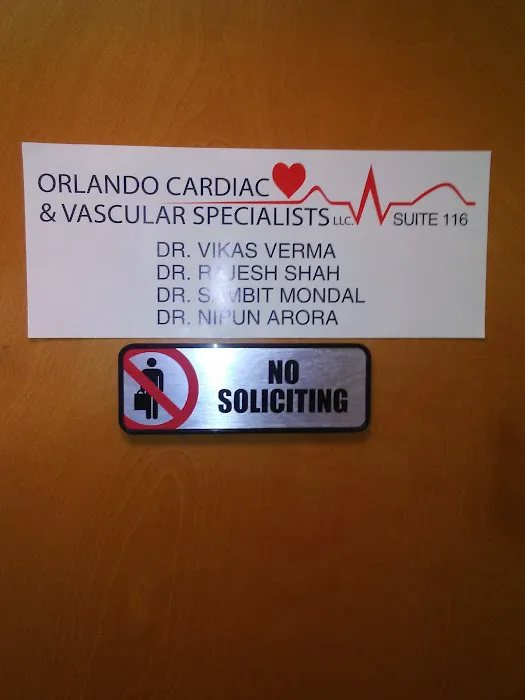 ORLANDO CARDIAC
& VASCULAR SPECIALISTS LLC. SUITE 116
DR. VIKAS VERMA
DR. RAJESH SHAH
DR. SAMBIT MONDAL
DR. NIPUN ARORA
NO
SOLICITING